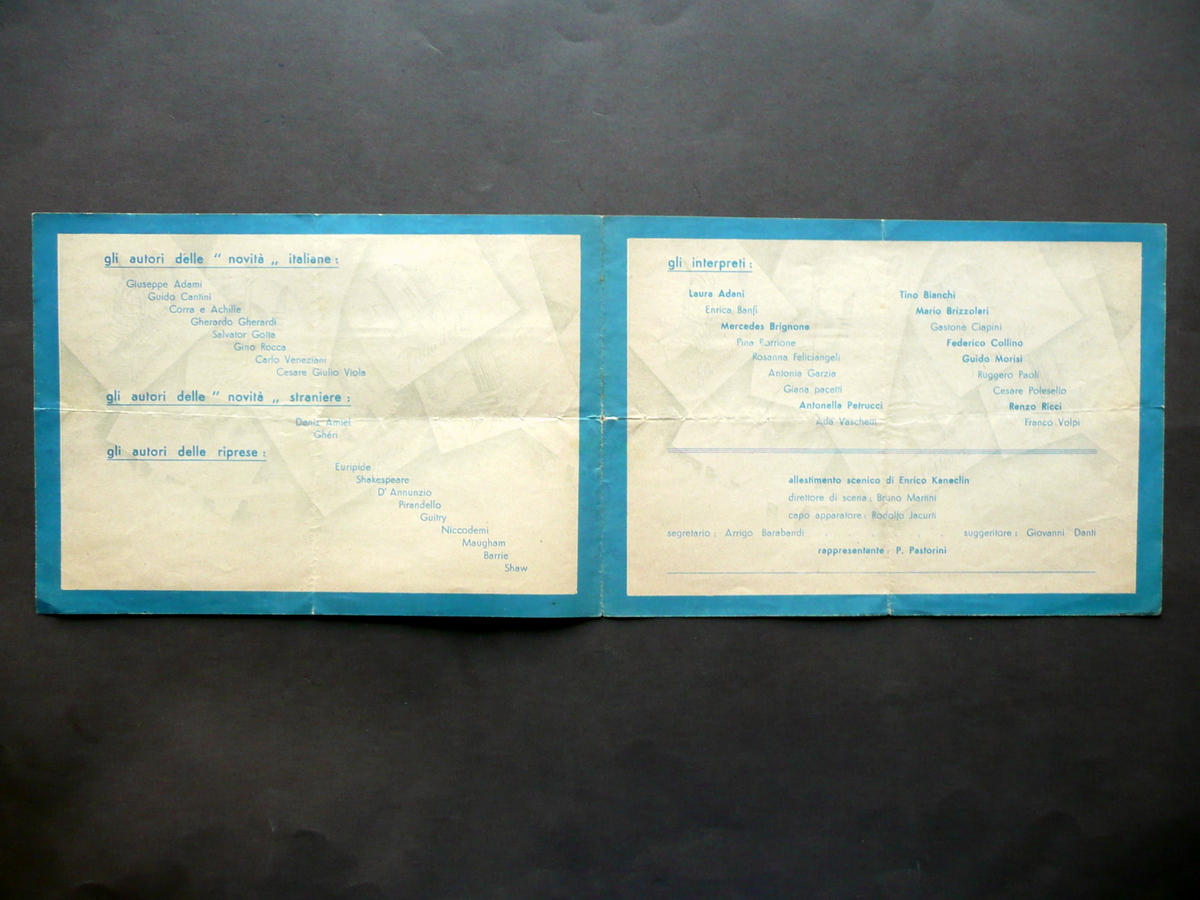 gli autori delle " novità „ italiane :
Giuseppe Adami
Guido Cantini
Corra e Achille
Gherardo Gherardi
Salvator Gotta
Gino Rocca
Carlo Veneziani
Cesare Giulio Viola
gli autori delle " novità „ straniere :
Denis Amiel
Ghéri
gli autori delle riprese :
Euripide
Shakespeare
D' Annunzio
Pirandello
Guitry
Niccodemi
Maugham
Barrie
Shaw
gli interpreti :
Laura Adani
Enrica Banfi
Mercedes Brignone
Pina Borrione
Rosanna Feliciangeli
Antonia Garzia
Giana pacetti
Antonella Petrucci
Ada Vaschetti
Tino Bianchi
Mario Brizzolari
Gastone Ciapini
Federico Collino
Guido Morisi
Ruggero Paoli
Cesare Polesello
Renzo Ricci
Franco Volpi
allestimento scenico di Enrico Kaneclin
direttore di scena : Bruno Martini
capo apparatore : Rodolfo Jacurti
segretario : Arrigo Barabandi suggeritore : Giovanni Danti
rappresentante : P. Pastorini